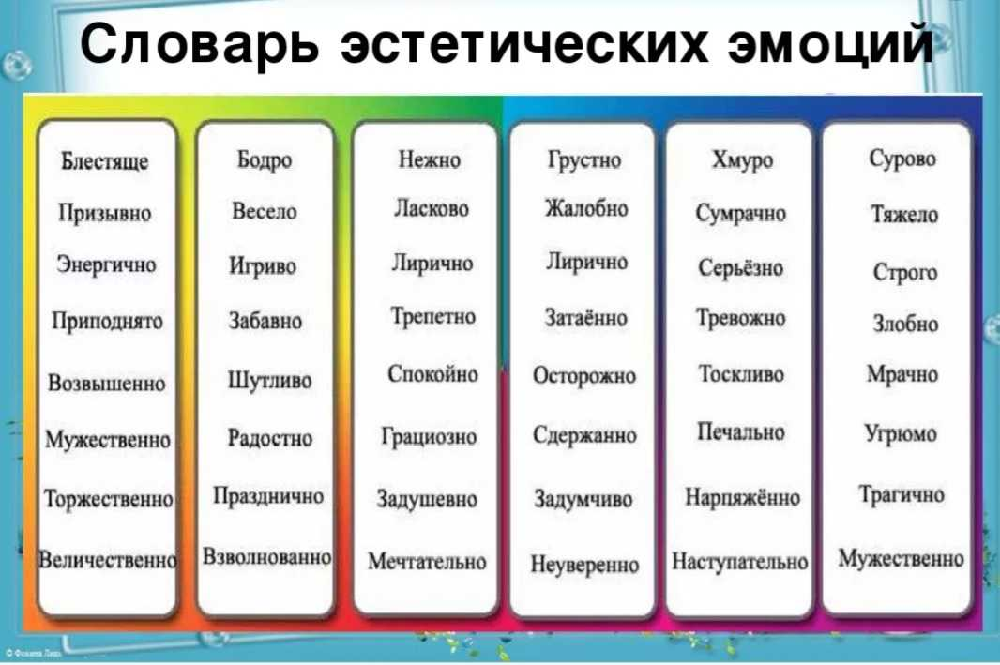 Словарь эстетических эмоций
Блестяще
Призывно
Энергично
Приподнято
Возвышенно
Мужественно
Торжественно
Величественно
Бодро
Весело
Игриво
Забавно
Шутливо
Радостно
Празднично
Взволнованно
Нежно
Ласково
Лирично
Трепетно
Спокойно
Грациозно
Задушевно
Мечтательно
Грустно
Жалобно
Лирично
Затаённо
Осторожно
Сдержанно
Задумчиво
Неуверенно
Хмуро
Сумрачно
Серьёзно
Тревожно
Тоскливо
Печально
Нарпяжённо
Наступательно
Сурово
Тяжело
Строго
Злобно
Мрачно
Угрюмо
Трагично
Мужественно